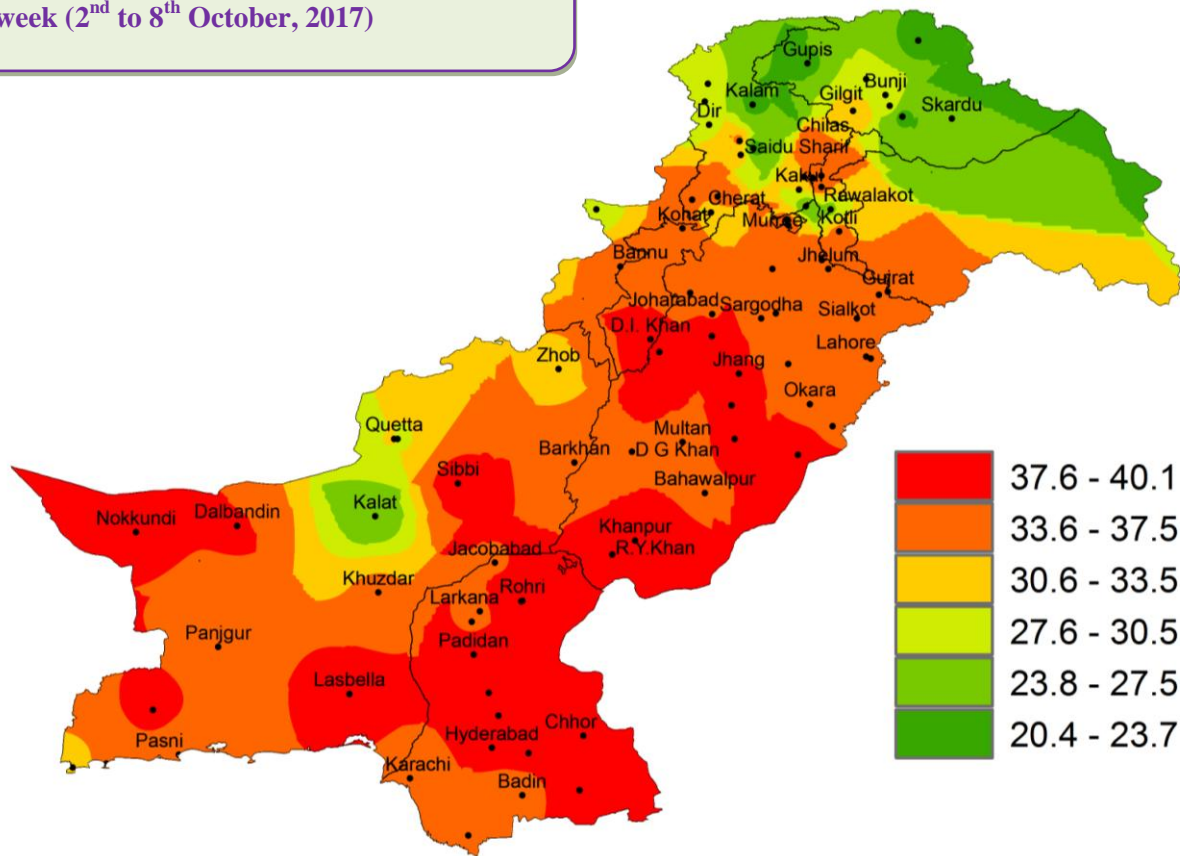 week (2nd to 8th October, 2017)
Gupis
Bunji
Kalam
Gilgit
Skardu
Dir
Chilas
Saidu Sharif
Kakul
Cherat
Rawalakot
Kohat
Murree
Kotli
Bannu
Jhelum
Gujrat
Joharabad
Sargodha
Sialkot
D.I. Khan
Lahore
Zhob
Jhang
Okara
Quetta
Multan
Barkhan
D G Khan
Sibbi
Bahawalpur
Kalat
Nokkundi
Dalbandin
Khanpur
R.Y.Khan
Jacobabad
Khuzdar
Rohri
Larkana
Panjgur
Padidan
Lasbella
Chhor
Pasni
Hyderabad
Karachi
Badin
37.6 - 40.1
33.6 - 37.5
30.6 - 33.5
27.6 - 30.5
23.8 - 27.5
20.4 - 23.7